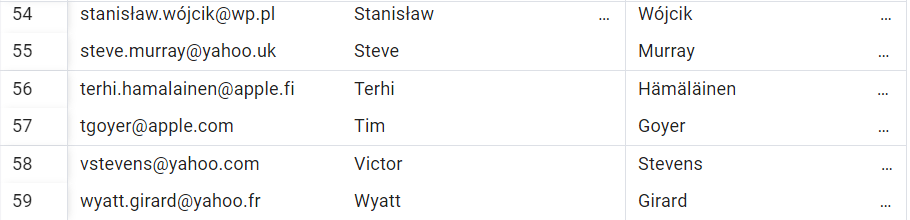 54 stanisław.wójcik@wp.pl Stanisław … Wójcik …
55 steve.murray@yahoo.uk Steve Murray …
56 terhi.hamalainen@apple.fi Terhi Hämäläinen …
57 tgoyer@apple.com Tim Goyer …
58 vstevens@yahoo.com Victor Stevens …
59 wyatt.girard@yahoo.fr Wyatt Girard …